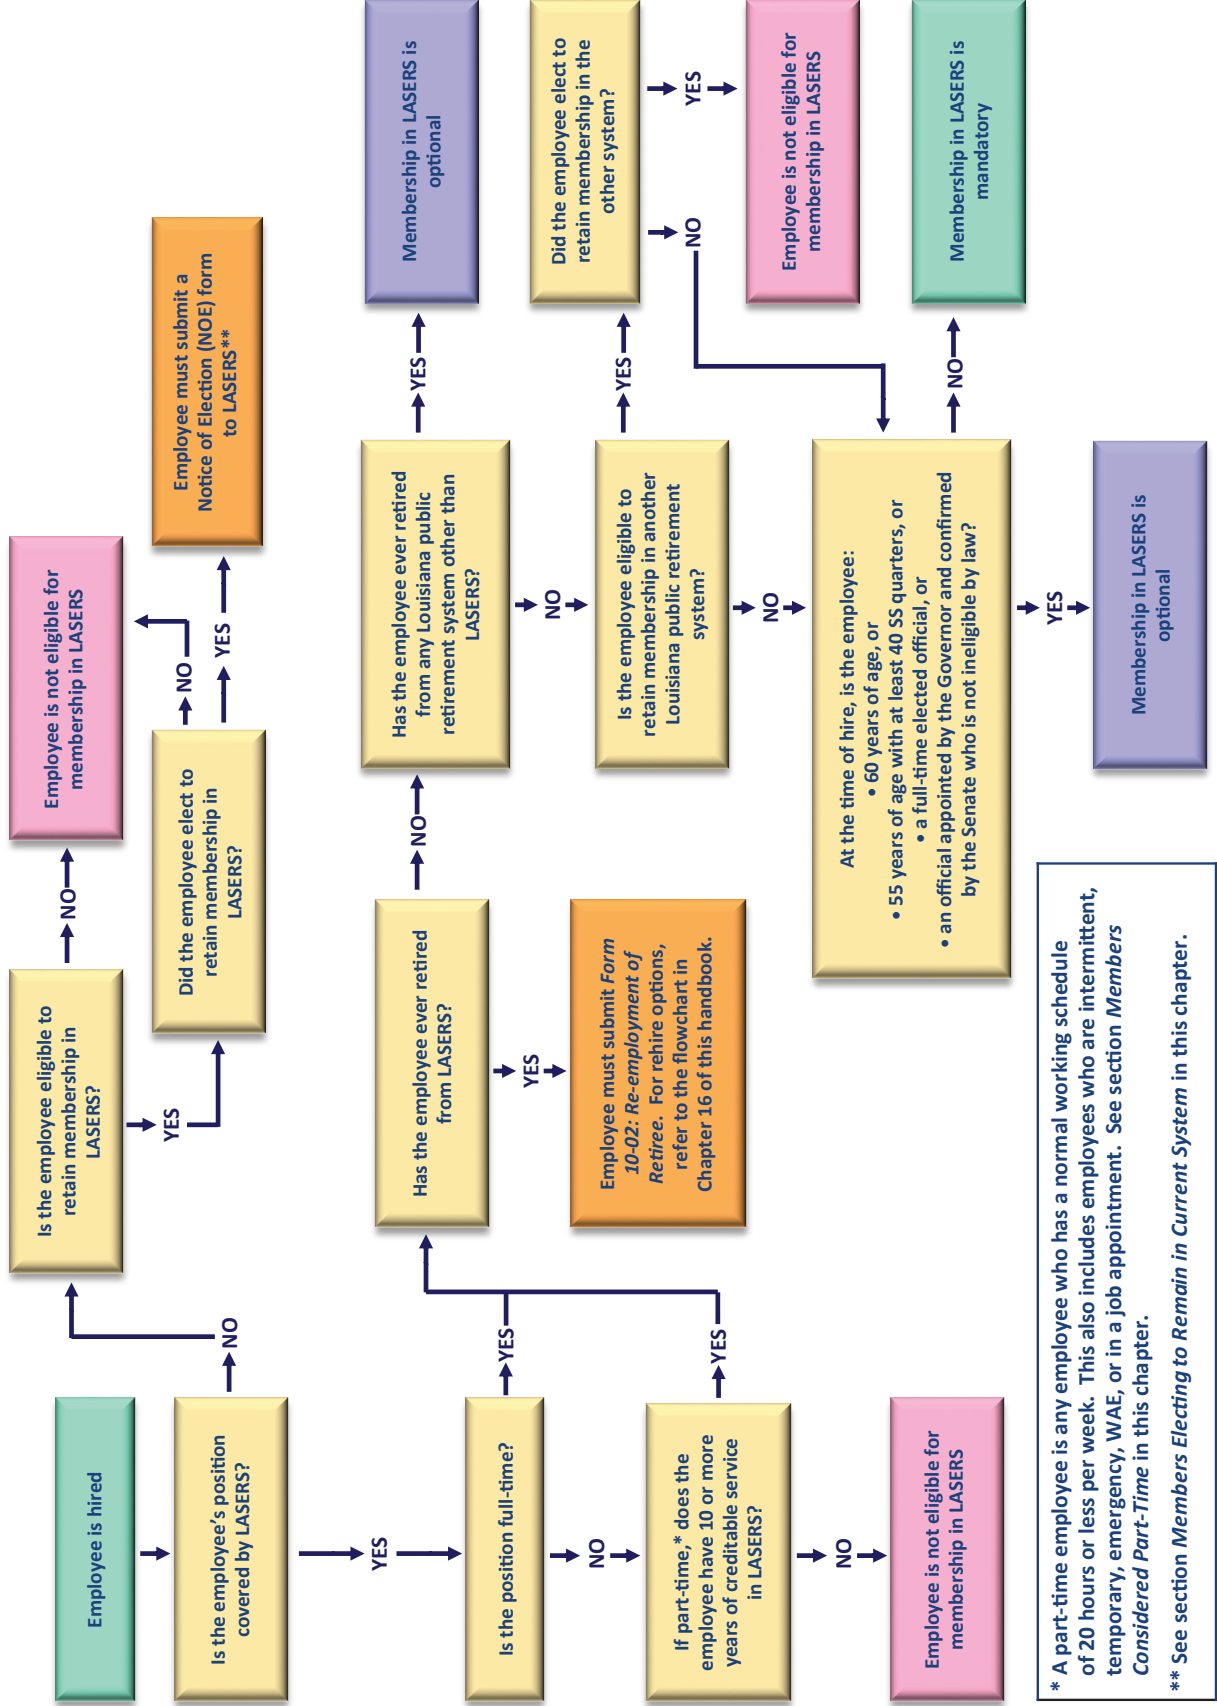 Employee is hired
Is the employee's position
covered by LASERS?
NO
Is the employee eligible to
retain membership in
LASERS?
NO
Employee is not eligible for
membership in LASERS
YES
Did the employee elect to
retain membership in
LASERS?
NO
YES
Employee must submit a
Notice of Election (NOE) form
to LASERS**
YES
Is the position full-time?
YES
NO
If part-time,* does the
employee have 10 or more
years of creditable service
in LASERS?
YES
NO
Employee is not eligible for
membership in LASERS
Has the employee ever retired
from LASERS?
YES
Employee must submit Form
10-02: Re-employment of
Retiree. For rehire options,
refer to the flowchart in
Chapter 16 of this handbook.
NO
Has the employee ever retired
from any Louisiana public
retirement system other than
LASERS?
YES
Membership in LASERS is
optional
NO
Is the employee eligible to
retain membership in another
Louisiana public retirement
system?
YES
Did the employee elect to
retain membership in the
other system?
YES
Employee is not eligible for
membership in LASERS
NO
NO
At the time of hire, is the employee:
• 60 years of age, or
• 55 years of age with at least 40 SS quarters, or
• a full-time elected official, or
• an official appointed by the Governor and confirmed
by the Senate who is not ineligible by law?
NO
Membership in LASERS is
mandatory
YES
Membership in LASERS is
optional
* A part-time employee is any employee who has a normal working schedule
of 20 hours or less per week. This also includes employees who are intermittent,
temporary, emergency, WAE, or in a job appointment. See section Members
Considered Part-Time in this chapter.
** See section Members Electing to Remain in Current System in this chapter.